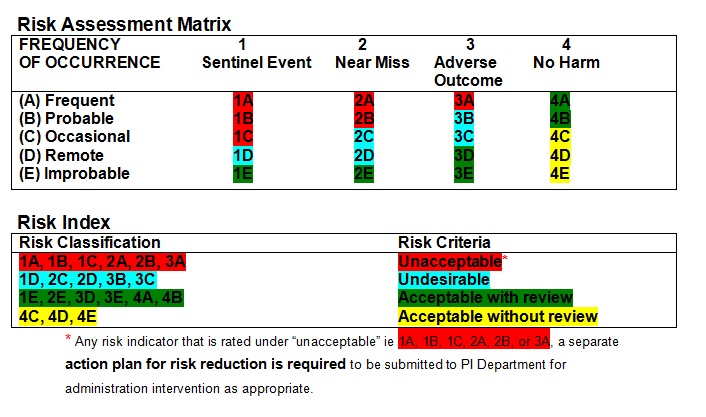 Risk Assessment Matrix
FREQUENCY 1 2 3 4
OF OCCURRENCE Sentinel Event Near Miss Adverse No Harm
Outcome
(A) Frequent 1A 2A 3A 4A
(B) Probable 1B 2B 3B 4B
(C) Occasional 1C 2C 3C 4C
(D) Remote 1D 2D 3D 4D
(E) Improbable 1E 2E 3E 4E
Risk Index
Risk Classification Risk Criteria
1A, 1B, 1C, 2A, 2B, 3A Unacceptable*
1D, 2C, 2D, 3B, 3C Undesirable
1E, 2E, 3D, 3E, 4A, 4B Acceptable with review
4C, 4D, 4E Acceptable without review
* Any risk indicator that is rated under “unacceptable” ie 1A, 1B, 1C, 2A, 2B, or 3A, a separate
action plan for risk reduction is required to be submitted to PI Department for
administration intervention as appropriate.